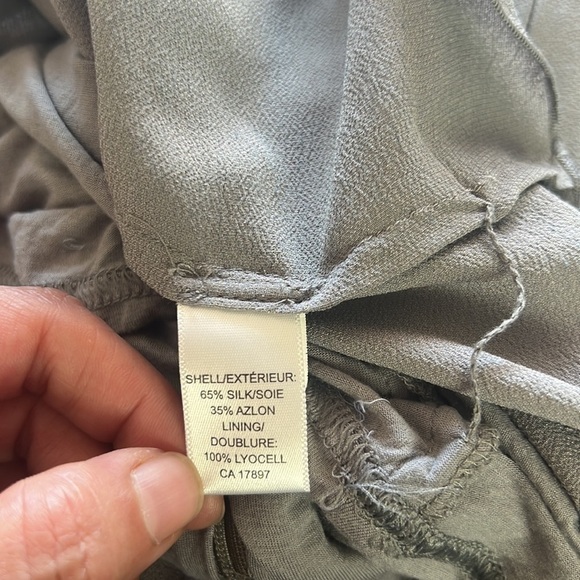 SHELL/EXTÉRIEUR:
65% SILK/SOIE
35% AZLON
LINING/
DOUBLURE:
100% LYOCELL
CA 17897